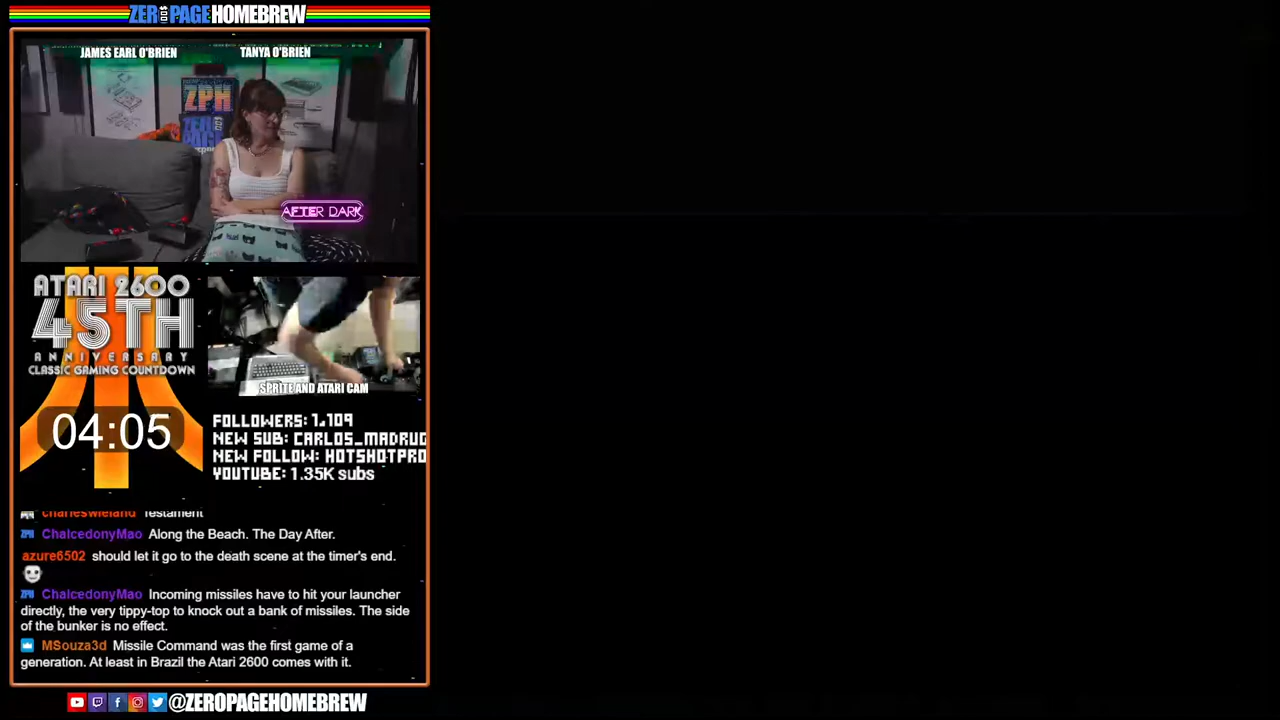 ZER PAGE HOMEBREW
JAMES EARL O'BRIEN
TANYA O'BRIEN
ZPH
ZERO
PAGE
AFTER DARK
ATARI 2600
45TH
ANNIVERSARY
CLASSIC GAMING COUNTDOWN
04:05
SPRITE AND ATARI CAM
FOLLOWERS: 1,109
NEW SUB: CARLOS_MADRUG
NEW FOLLOW: HOTSHOTPRO
YOUTUBE: 1.35K subs
charleswieland Testament
ChalcedonyMao Along the Beach. The Day After.
azure6502 should let it go to the death scene at the timer's end.
ChalcedonyMao Incoming missiles have to hit your launcher
directly, the very tippy-top to knock out a bank of missiles. The side
of the bunker is no effect.
MSouza3d Missile Command was the first game of a
generation. At least in Brazil the Atari 2600 comes with it.
@ZEROPAGEHOMEBREW